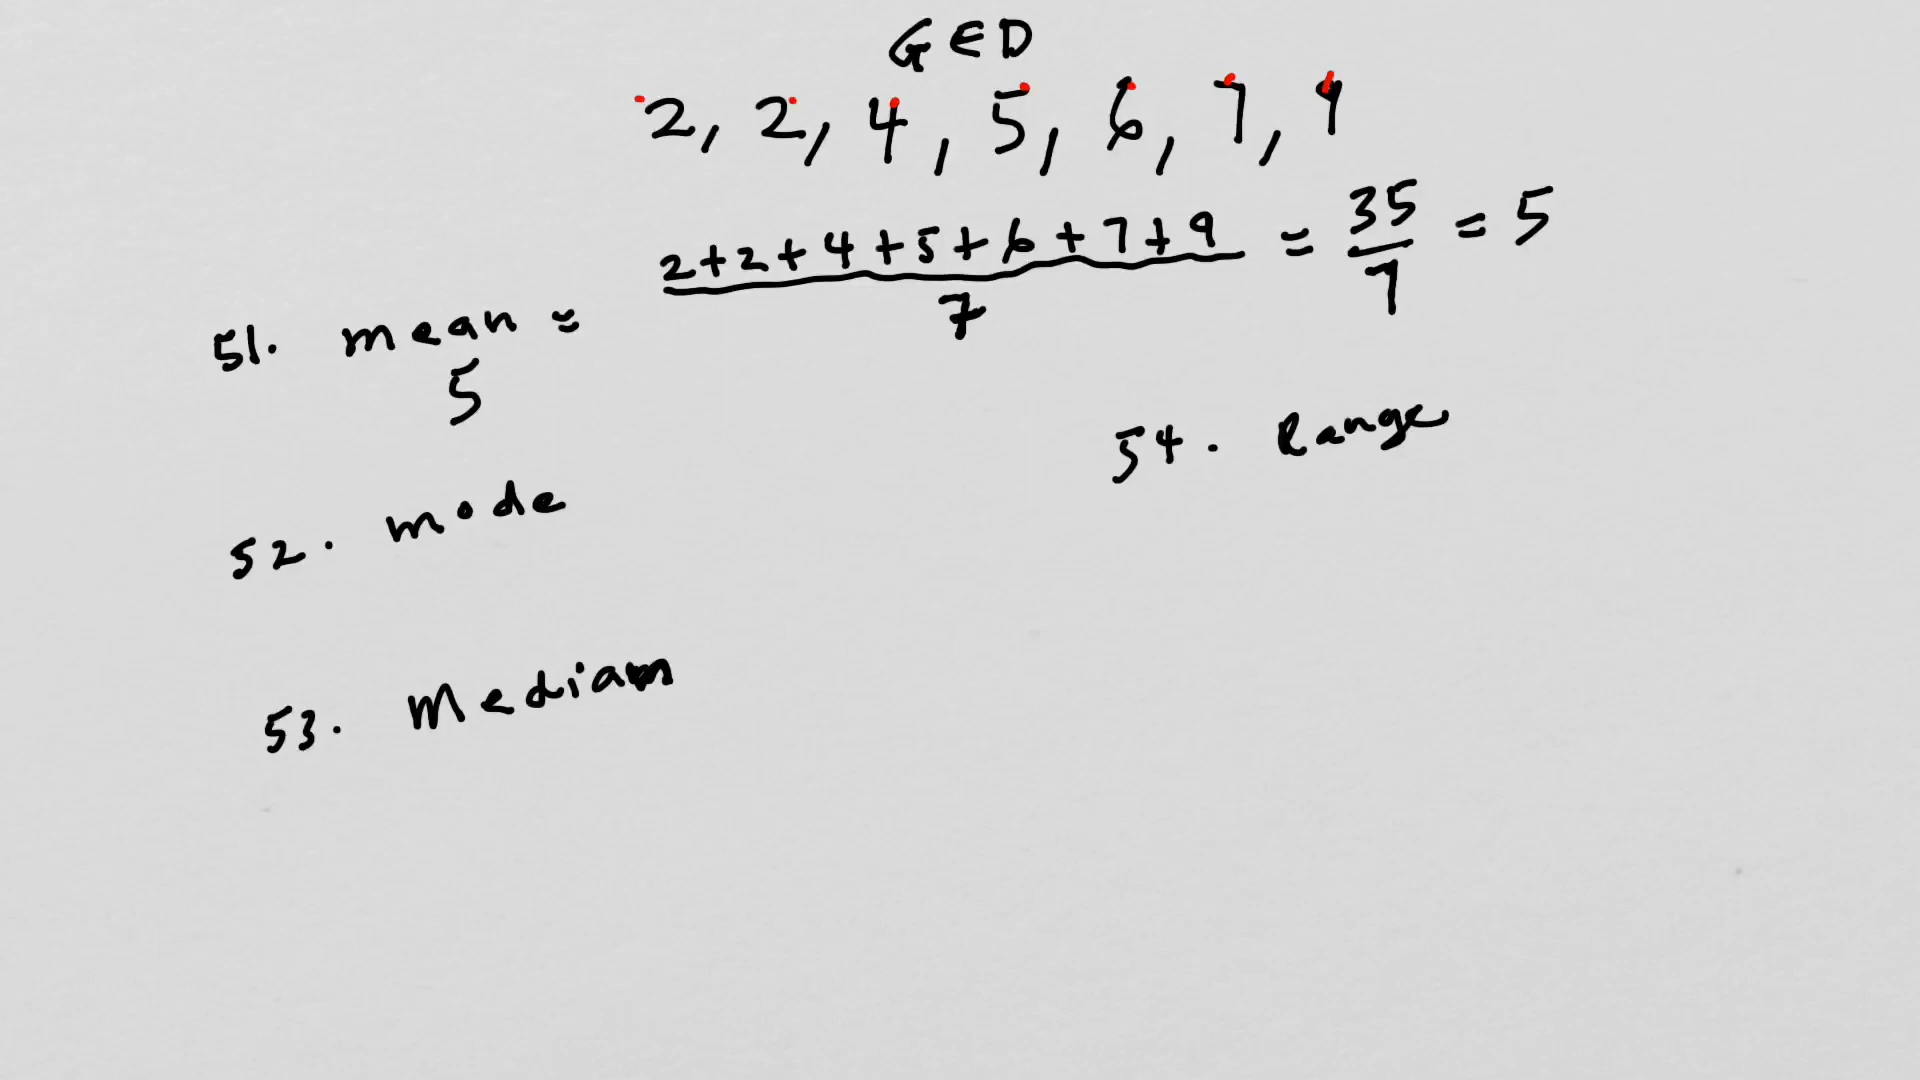 GED
2, 2, 4, 5, 6, 7, 9
2+2+4+5+6+7+9 = 35 = 5
7 7
51. mean =
5
54. Range
52. mode
53. Median